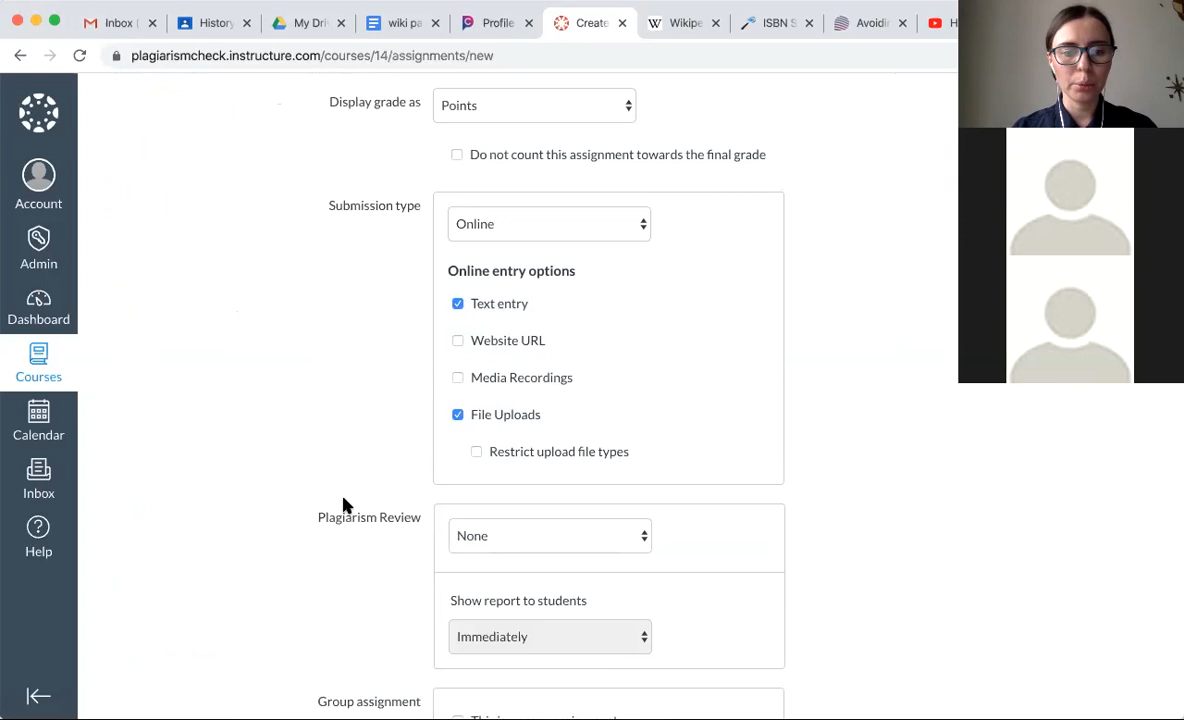 Inbox (
History
My Dri
wiki pa
Profile
Create
Wikipe
ISBN S
Avoidin
H
plagiarismcheck.instructure.com/courses/14/assignments/new
Account
Admin
Dashboard
Courses
Calendar
Inbox
Help
Display grade as
Points
Do not count this assignment towards the final grade
Submission type
Online
Online entry options
Text entry
Website URL
Media Recordings
File Uploads
Restrict upload file types
Plagiarism Review
None
Show report to students
Immediately
Group assignment